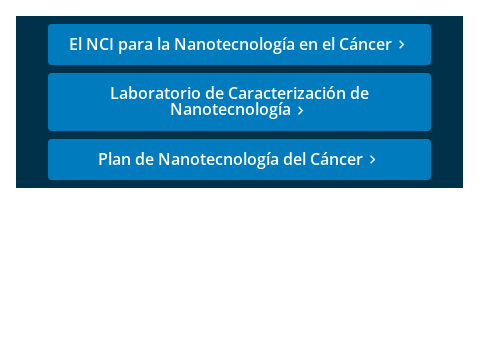 El NCI para la Nanotecnología en el Cáncer ›
Laboratorio de Caracterización de
Nanotecnología ›
Plan de Nanotecnología del Cáncer ›